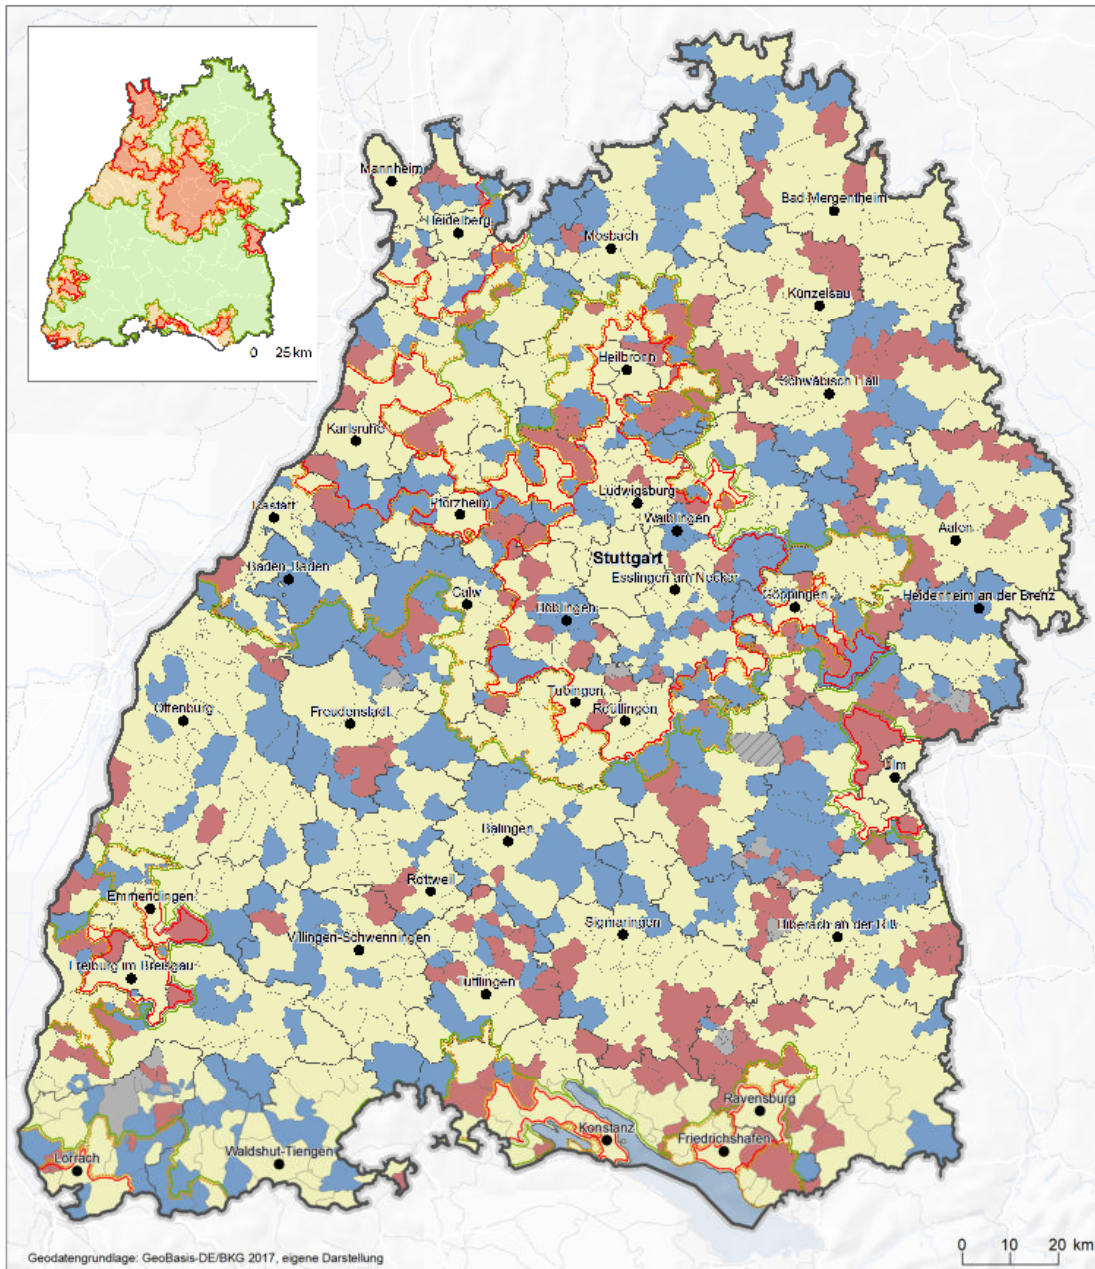 0 25 km
Mannheim
Heidelberg
Mosbach
Bad Mergentheim
Künzelsau
Heilbronn
Schwäbisch Hall
Karlsruhe
Pforzheim
Ludwigsburg
Waiblingen
Aalen
Rastatt
Stuttgart
Baden-Baden
Esslingen am Neckar
Calw
Böblingen
Göppingen
Heidenheim an der Brenz
Tübingen
Reutlingen
Offenburg
Freudenstadt
Ulm
Balingen
Rottweil
Emmendingen
Sigmaringen
Biberach an der Riß
Villingen-Schwenningen
Freiburg im Breisgau
Tuttlingen
Ravensburg
Konstanz
Friedrichshafen
Lörrach
Waldshut-Tiengen
Geodatengrundlage: GeoBasis-DE/BKG 2017, eigene Darstellung
0 10 20 km